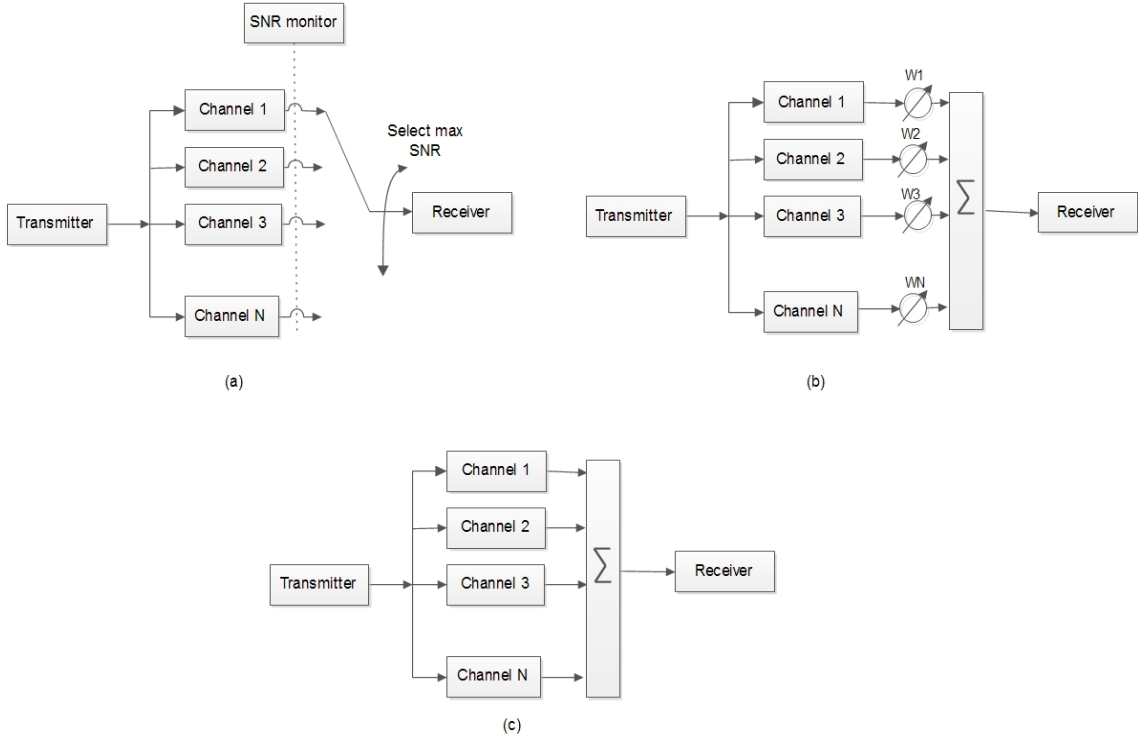 SNR monitor
Channel 1
Select max
SNR
Channel 2
Transmitter
Channel 3
Receiver
Channel N
(a)
W1
Channel 1
W2
Channel 2
W3
Transmitter
Channel 3
∑
Receiver
WN
Channel N
(b)
Channel 1
Channel 2
Transmitter
Channel 3
∑
Receiver
Channel N
(c)